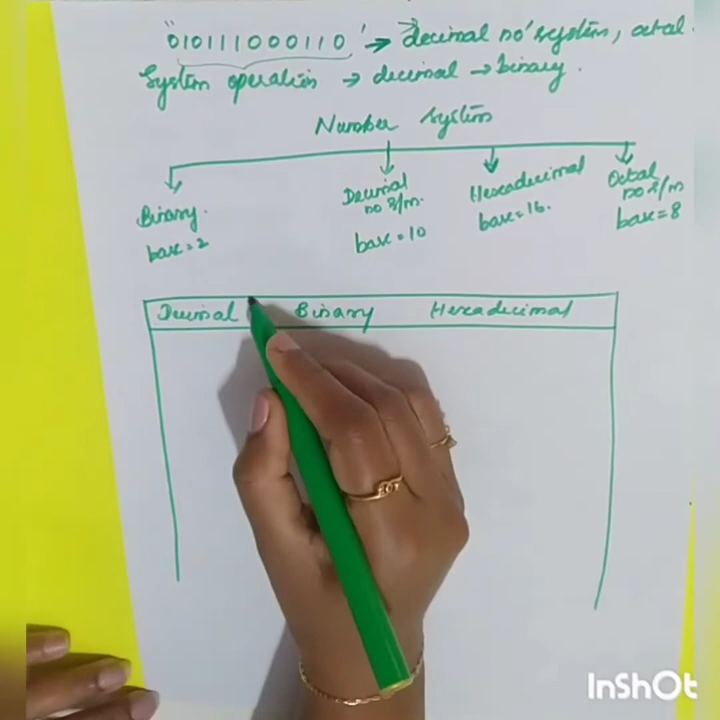 "010111000110' → decimal no' system, octal
System operation → decimal → binary.
Number system
Binary.
base = 2
Decimal
no s/m.
base = 10
Hexadecimal
base = 16.
Octal
no s/m
base = 8
Decimal Binary Hexadecimal
InShOt